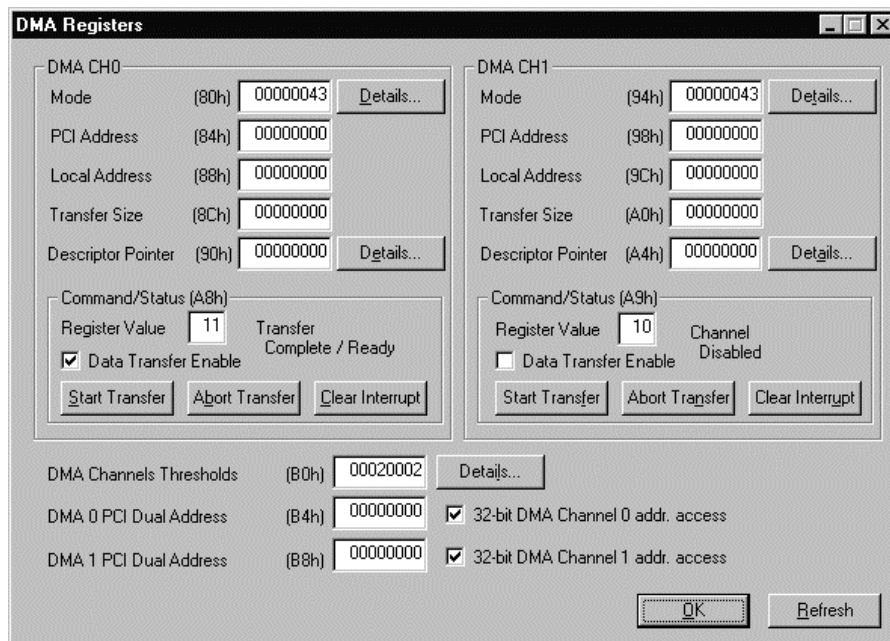 DMA Registers
DMA CH0
Mode (80h) 00000043 Details...
PCI Address (84h) 00000000
Local Address (88h) 00000000
Transfer Size (8Ch) 00000000
Descriptor Pointer (90h) 00000000 Details...
Command/Status (A8h)
Register Value 11 Transfer
Complete / Ready
Data Transfer Enable
Start Transfer Abort Transfer Clear Interrupt
DMA CH1
Mode (94h) 00000043 Details...
PCI Address (98h) 00000000
Local Address (9Ch) 00000000
Transfer Size (A0h) 00000000
Descriptor Pointer (A4h) 00000000 Details...
Command/Status (A9h)
Register Value 10 Channel
Disabled
Data Transfer Enable
Start Transfer Abort Transfer Clear Interrupt
DMA Channels Thresholds (B0h) 00020002 Details...
DMA 0 PCI Dual Address (B4h) 00000000 32-bit DMA Channel 0 addr. access
DMA 1 PCI Dual Address (B8h) 00000000 32-bit DMA Channel 1 addr. access
OK Refresh